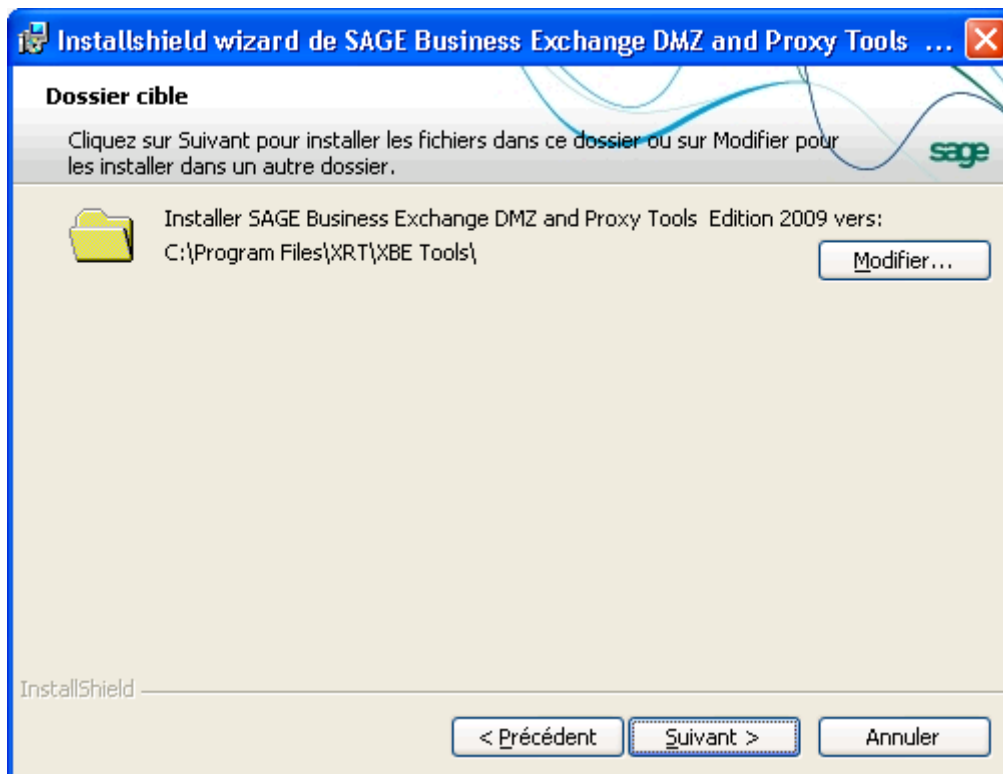 Installshield wizard de SAGE Business Exchange DMZ and Proxy Tools ...
Dossier cible
Cliquez sur Suivant pour installer les fichiers dans ce dossier ou sur Modifier pour
les installer dans un autre dossier.
sage
Installer SAGE Business Exchange DMZ and Proxy Tools Edition 2009 vers:
C:\Program Files\XRT\XBE Tools\
Modifier...
InstallShield
< Précédent
Suivant >
Annuler